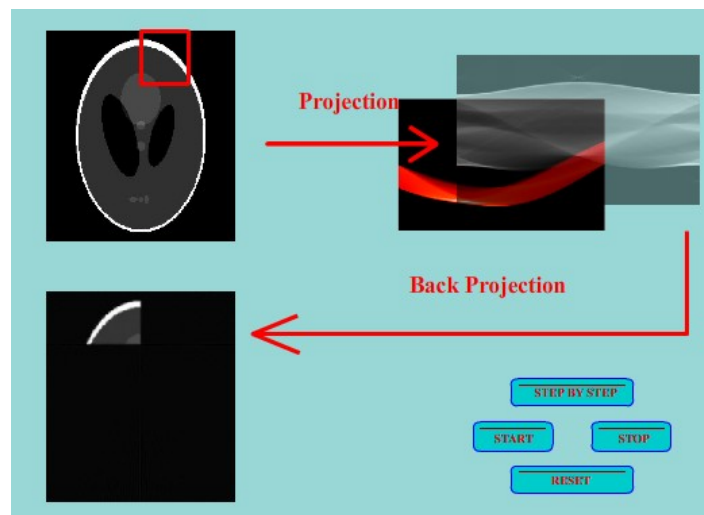 Projection
Back Projection
STEP BY STEP
START
STOP
RESET